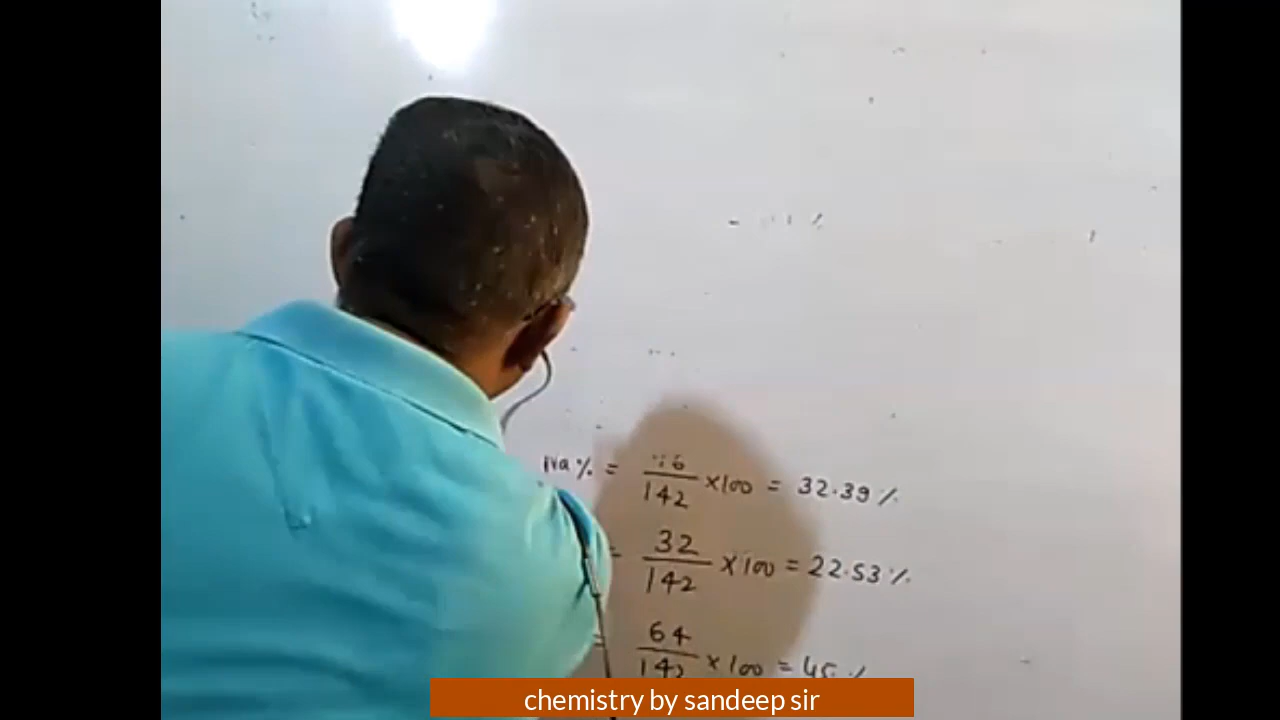 Na% = 46/142 ×100 = 32.39 %
= 32/142 ×100 = 22.53 %
= 64/142 ×100 = 45 %
chemistry by sandeep sir